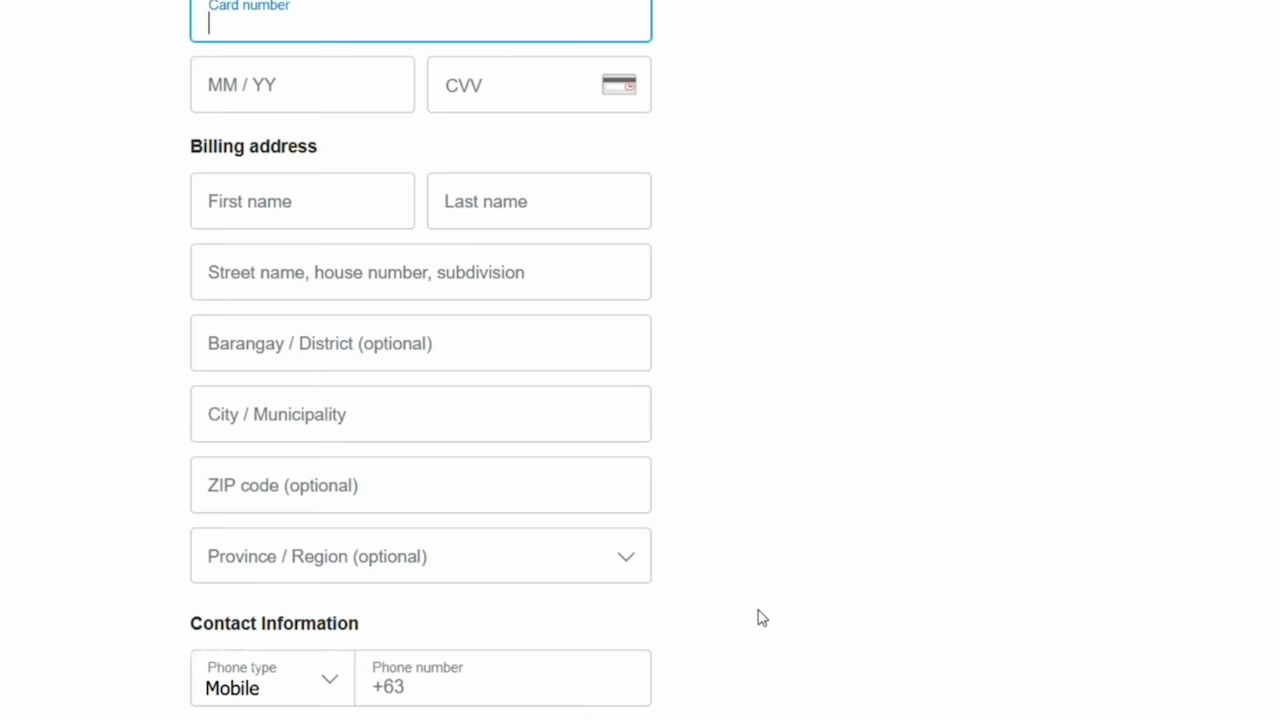 Card number
MM / YY
CVV
Billing address
First name
Last name
Street name, house number, subdivision
Barangay / District (optional)
City / Municipality
ZIP code (optional)
Province / Region (optional)
Contact Information
Phone type
Mobile
Phone number
+63